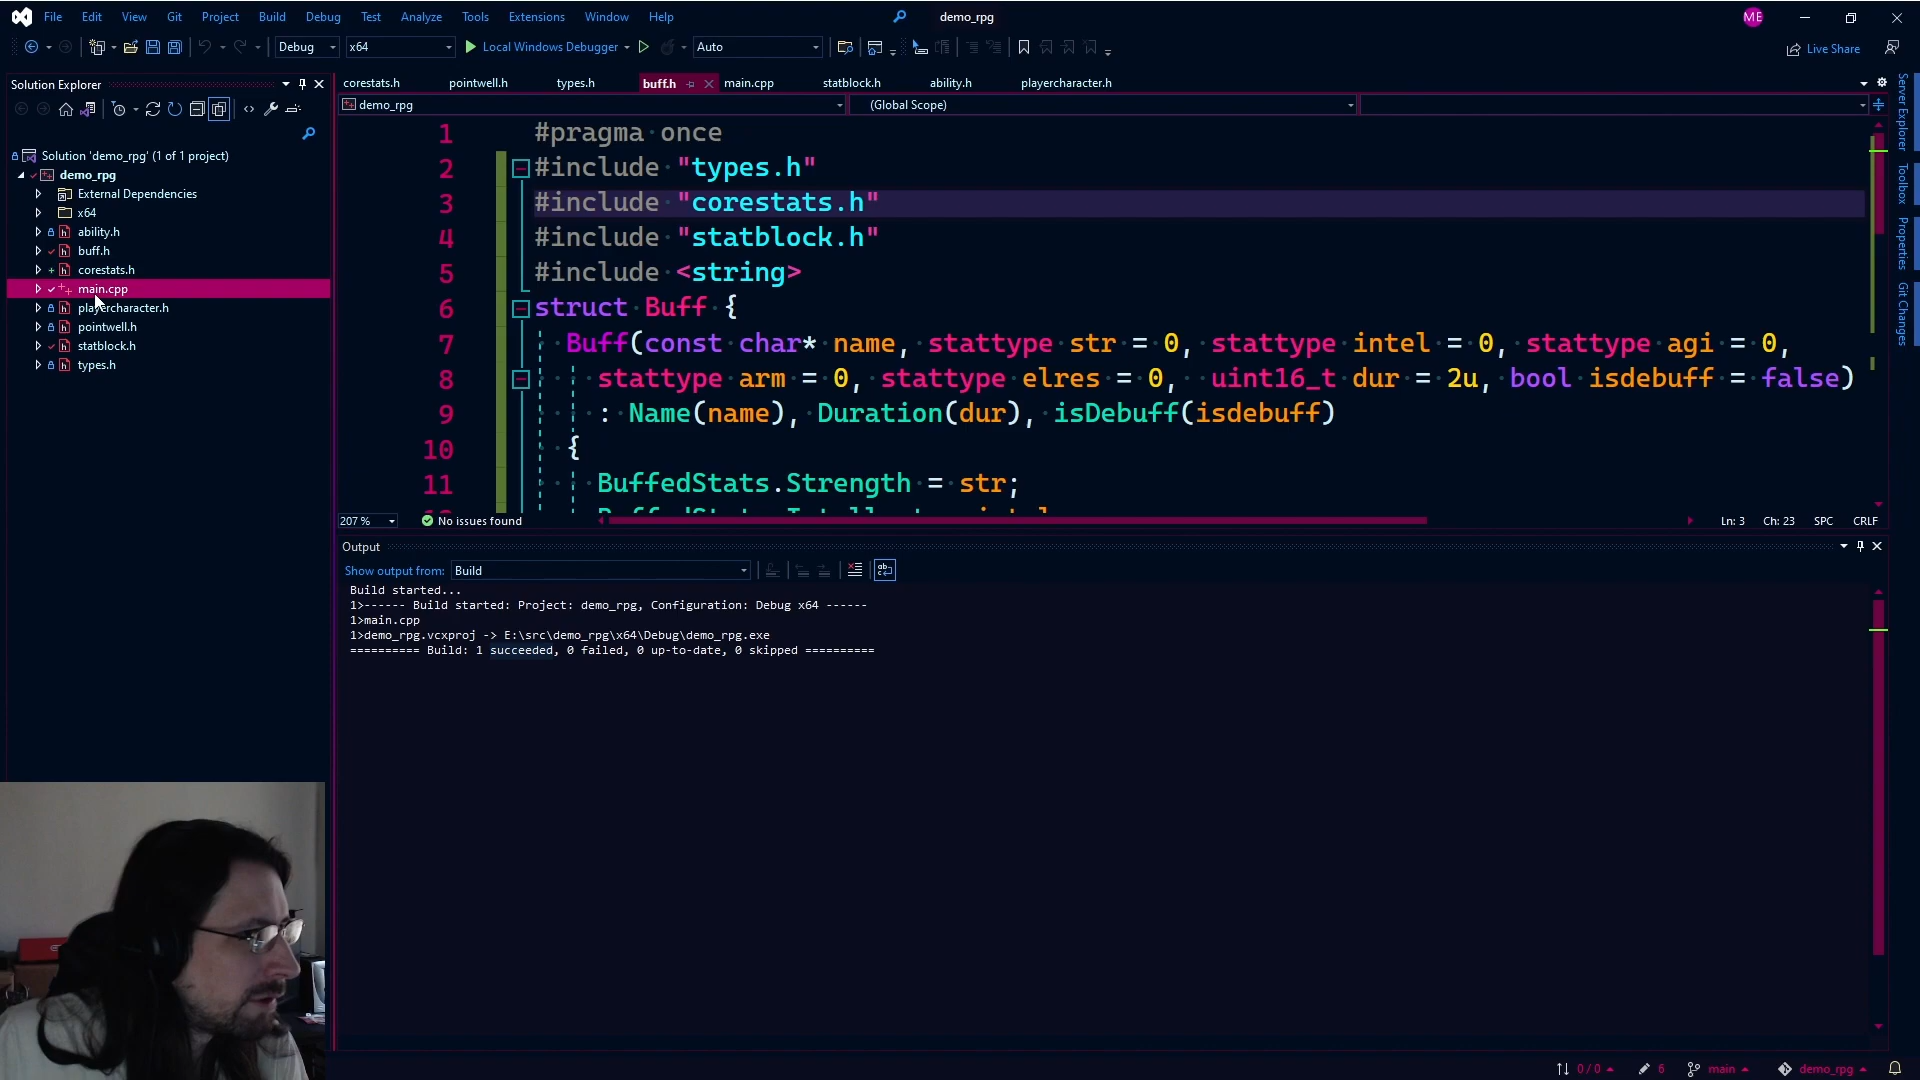 File Edit View Git Project Build Debug Test Analyze Tools Extensions Window Help demo_rpg ME
Debug x64 Local Windows Debugger Auto Live Share
Solution Explorer
Solution 'demo_rpg' (1 of 1 project)
demo_rpg
External Dependencies
x64
ability.h
buff.h
corestats.h
main.cpp
playercharacter.h
pointwell.h
statblock.h
types.h
corestats.h pointwell.h types.h buff.h main.cpp statblock.h ability.h playercharacter.h
demo_rpg (Global Scope)
1 #pragma once
2 #include "types.h"
3 #include "corestats.h"
4 #include "statblock.h"
5 #include <string>
6 struct Buff {
7 Buff(const char* name, stattype str = 0, stattype intel = 0, stattype agi = 0,
8 stattype arm = 0, stattype elres = 0, uint16_t dur = 2u, bool isdebuff = false)
9 : Name(name), Duration(dur), isDebuff(isdebuff)
10 {
11 BuffedStats.Strength = str;
207 % No issues found Ln: 3 Ch: 23 SPC CRLF
Output
Show output from: Build
Build started...
1>------ Build started: Project: demo_rpg, Configuration: Debug x64 ------
1>main.cpp
1>demo_rpg.vcxproj -> E:\src\demo_rpg\x64\Debug\demo_rpg.exe
========== Build: 1 succeeded, 0 failed, 0 up-to-date, 0 skipped ==========
Server Explorer
Toolbox
Properties
Git Changes
0 / 0 6 main demo_rpg